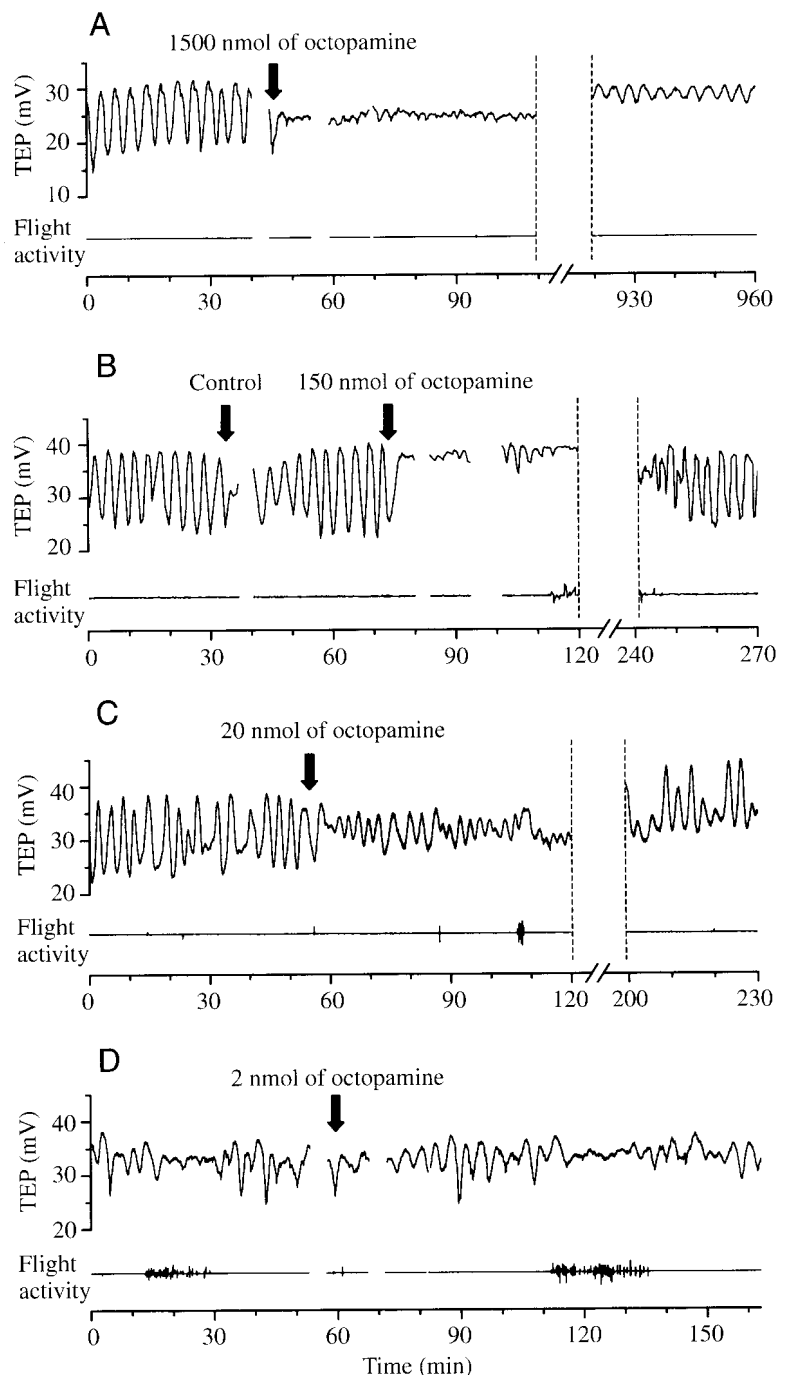 A
1500 nmol of octopamine
TEP (mV)
30
20
10
Flight
activity
0 30 60 90 930 960
B
Control 150 nmol of octopamine
TEP (mV)
40
30
20
Flight
activity
0 30 60 90 120 240 270
C
20 nmol of octopamine
TEP (mV)
40
30
20
Flight
activity
0 30 60 90 120 200 230
D
2 nmol of octopamine
TEP (mV)
40
30
20
Flight
activity
0 30 60 90 120 150
Time (min)